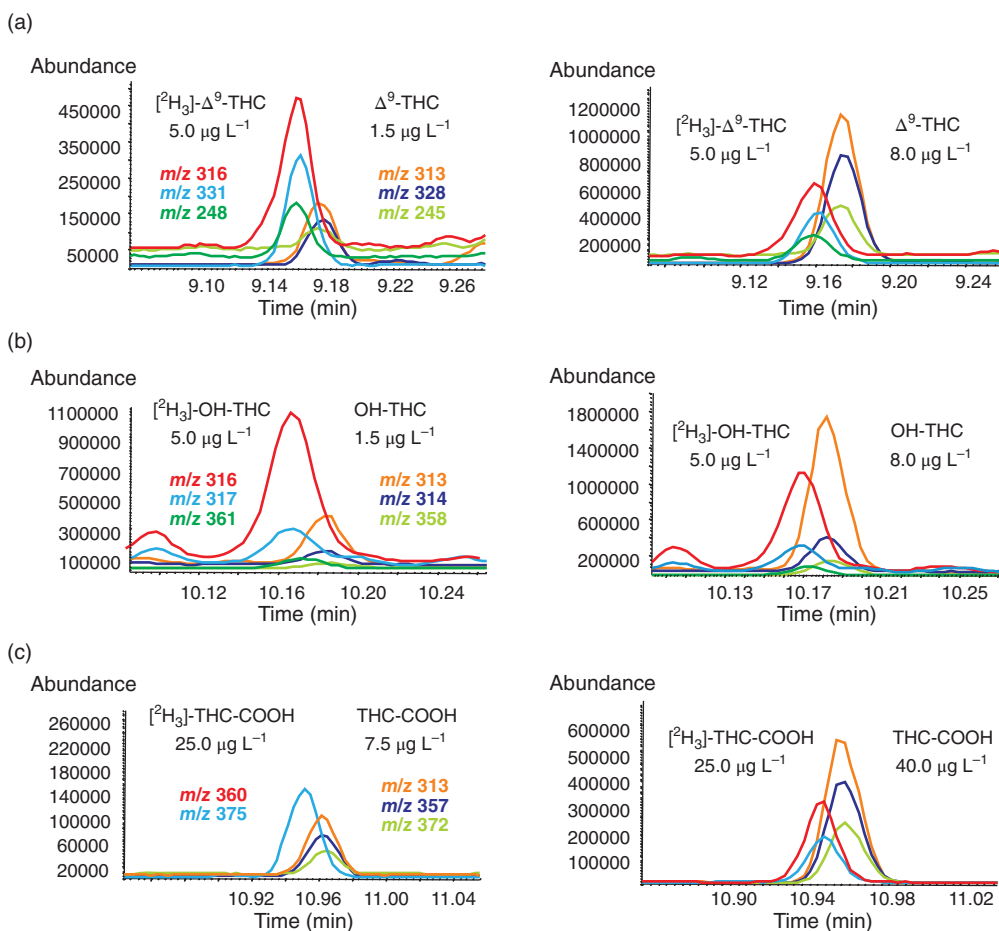 (a)
Abundance
450000
350000
250000
150000
50000
[²H₃]-Δ⁹-THC
5.0 μg L⁻¹
Δ⁹-THC
1.5 μg L⁻¹
m/z 316
m/z 331
m/z 248
m/z 313
m/z 328
m/z 245
9.10 9.14 9.18 9.22 9.26
Time (min)
Abundance
1200000
1000000
800000
600000
400000
200000
[²H₃]-Δ⁹-THC
5.0 μg L⁻¹
Δ⁹-THC
8.0 μg L⁻¹
9.12 9.16 9.20 9.24
Time (min)
(b)
Abundance
1100000
900000
700000
500000
300000
100000
[²H₃]-OH-THC
5.0 μg L⁻¹
OH-THC
1.5 μg L⁻¹
m/z 316
m/z 317
m/z 361
m/z 313
m/z 314
m/z 358
10.12 10.16 10.20 10.24
Time (min)
Abundance
1800000
1400000
1000000
600000
200000
[²H₃]-OH-THC
5.0 μg L⁻¹
OH-THC
8.0 μg L⁻¹
10.13 10.17 10.21 10.25
Time (min)
(c)
Abundance
260000
220000
180000
140000
100000
60000
20000
[²H₃]-THC-COOH
25.0 μg L⁻¹
THC-COOH
7.5 μg L⁻¹
m/z 360
m/z 375
m/z 313
m/z 357
m/z 372
10.92 10.96 11.00 11.04
Time (min)
Abundance
600000
500000
400000
300000
200000
100000
[²H₃]-THC-COOH
25.0 μg L⁻¹
THC-COOH
40.0 μg L⁻¹
10.90 10.94 10.98 11.02
Time (min)